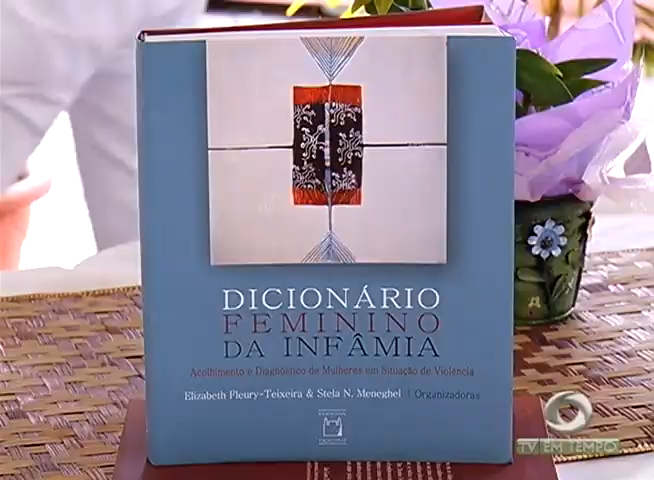 DICIONÁRIO
FEMININO
DA INFÂMIA
Acolhimento e Diagnóstico de Mulheres em Situação de Violência
Elizabeth Fleury-Teixeira & Stela N. Meneghel | Organizadoras
TV EM TEMPO